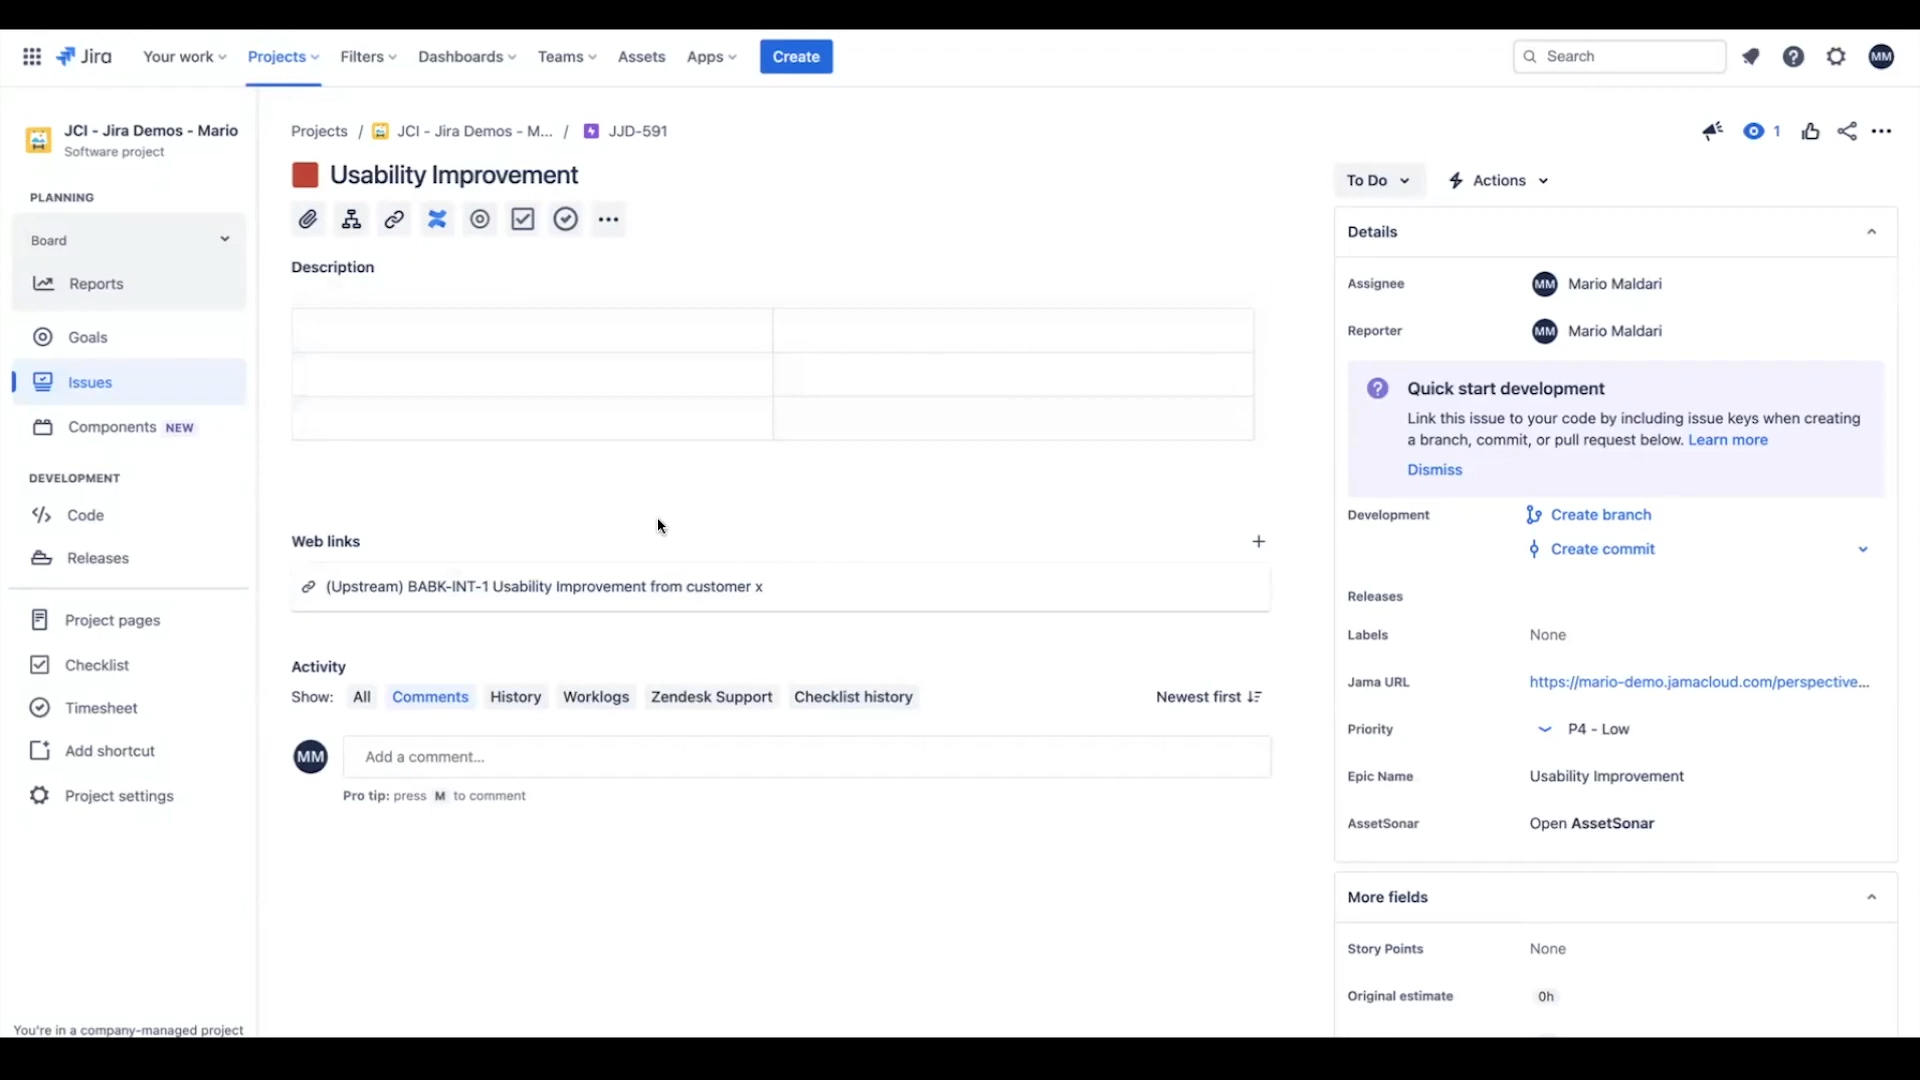 Jira
Your work
Projects
Filters
Dashboards
Teams
Assets
Apps
Create
Search
MM
JCI - Jira Demos - Mario
Software project
PLANNING
Board
Reports
Goals
Issues
Components NEW
DEVELOPMENT
Code
Releases
Project pages
Checklist
Timesheet
Add shortcut
Project settings
You're in a company-managed project
Projects / JCI - Jira Demos - M... / JJD-591
1
Usability Improvement
Description
Web links
(Upstream) BABK-INT-1 Usability Improvement from customer x
Activity
Show: All Comments History Worklogs Zendesk Support Checklist history
Newest first
MM
Add a comment...
Pro tip: press M to comment
To Do
Actions
Details
Assignee
MM Mario Maldari
Reporter
MM Mario Maldari
Quick start development
Link this issue to your code by including issue keys when creating
a branch, commit, or pull request below. Learn more
Dismiss
Development
Create branch
Create commit
Releases
Labels
None
Jama URL
https://mario-demo.jamacloud.com/perspective...
Priority
P4 - Low
Epic Name
Usability Improvement
AssetSonar
Open AssetSonar
More fields
Story Points
None
Original estimate
0h